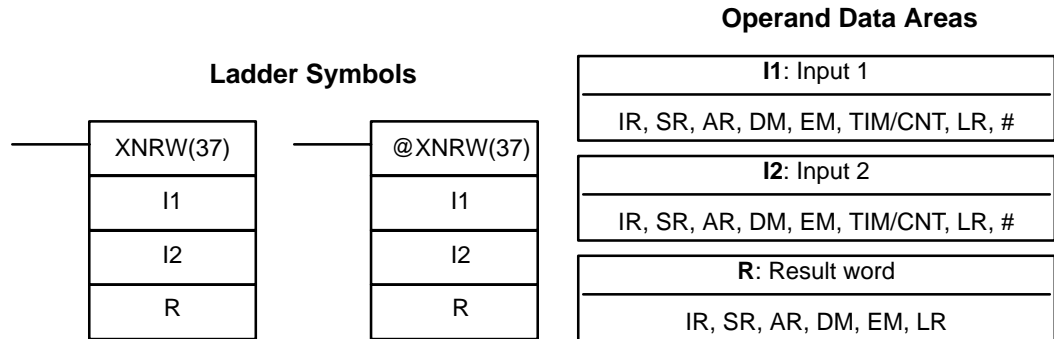 Operand Data Areas
Ladder Symbols
I1: Input 1
IR, SR, AR, DM, EM, TIM/CNT, LR, #
XNRW(37)
I1
I2
R
@XNRW(37)
I1
I2
R
I2: Input 2
IR, SR, AR, DM, EM, TIM/CNT, LR, #
R: Result word
IR, SR, AR, DM, EM, LR